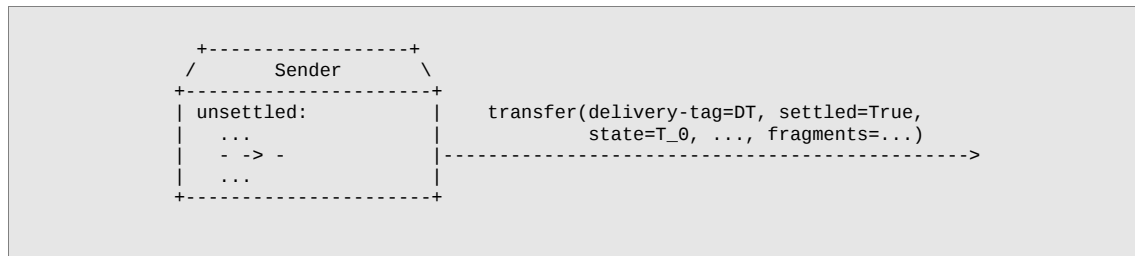 +------------------+
/ Sender \
+----------------------+
| unsettled: | transfer(delivery-tag=DT, settled=True,
| ... | state=T_0, ..., fragments=...)
| - -> - |----------------------------------------------->
| ... |
+----------------------+